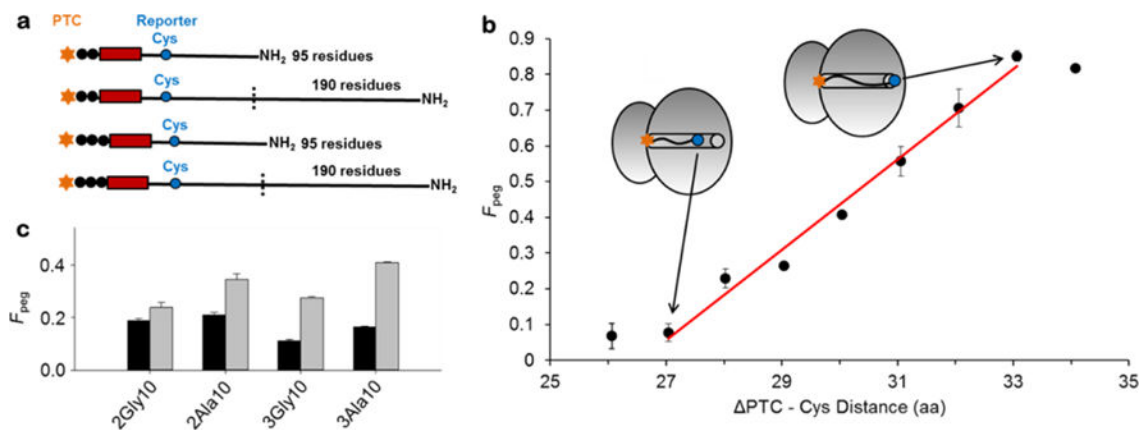 a
PTC Reporter Cys
NH2 95 residues
Cys 190 residues
NH2
Cys
NH2 95 residues
Cys 190 residues
NH2
b
Fpeg
0.9
0.8
0.7
0.6
0.5
0.4
0.3
0.2
0.1
0
25 27 29 31 33 35
ΔPTC - Cys Distance (aa)
c
Fpeg
0.4
0.2
0.0
2Gly10 2Ala10 3Gly10 3Ala10